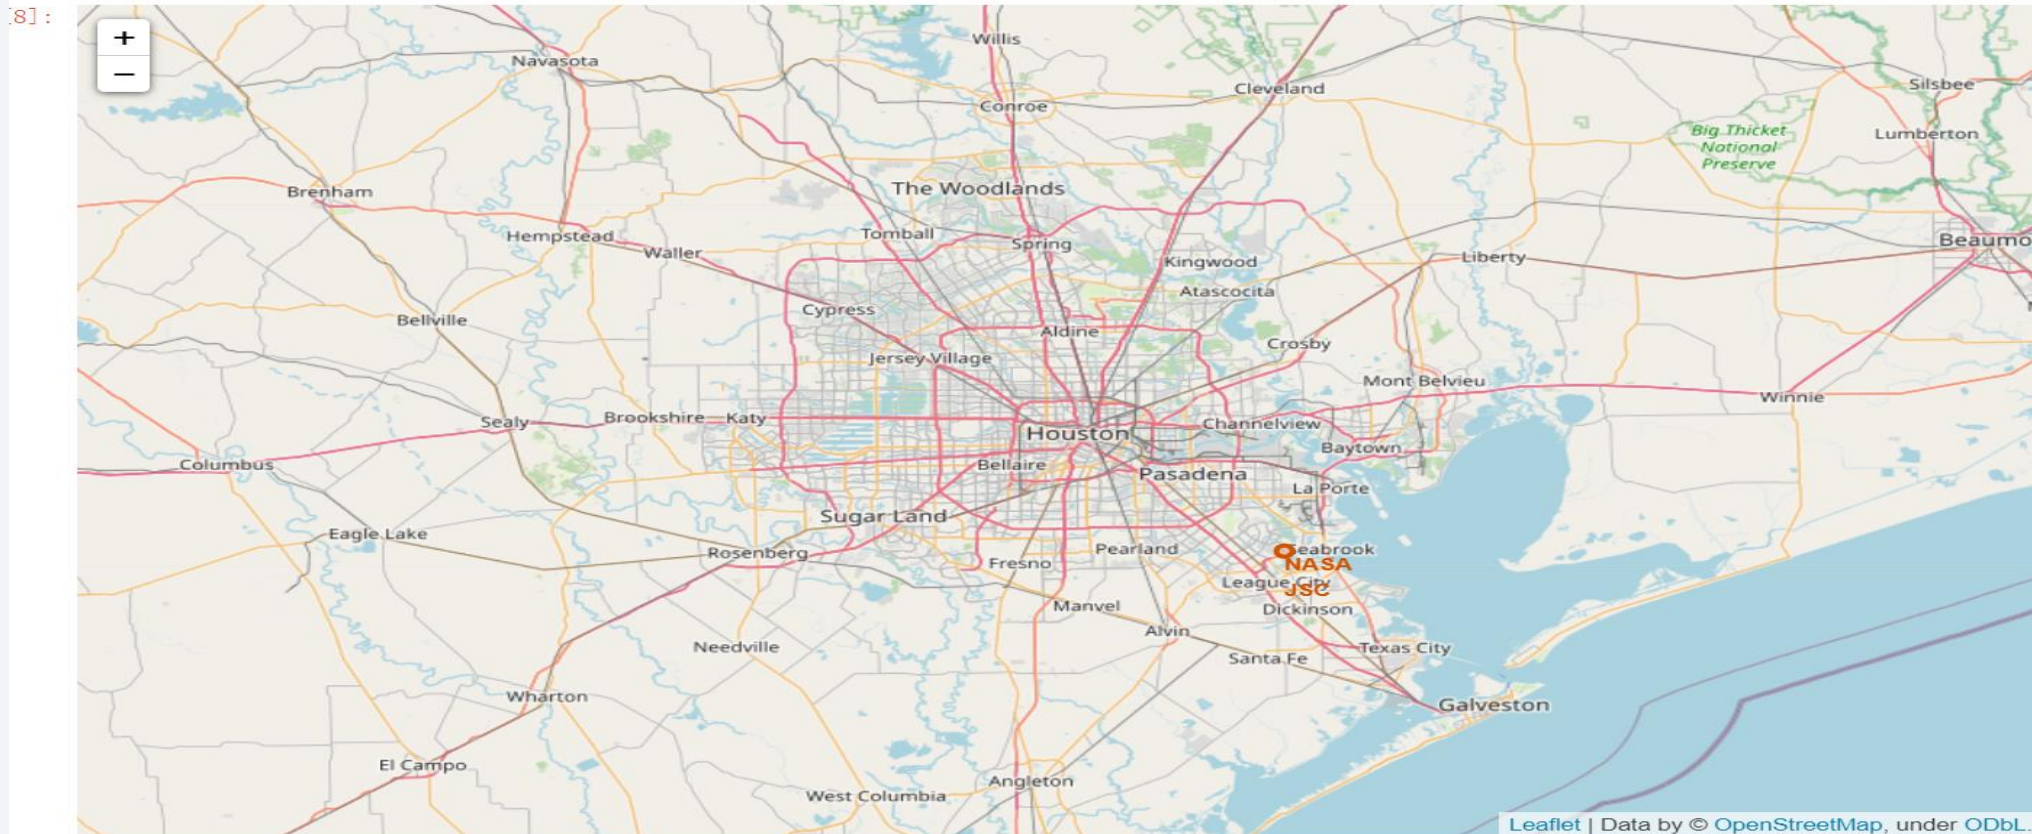 [8]:
+
−
Willis
Navasota
Silsbee
Cleveland
Conroe
Big Thicket
National
Preserve
Lumberton
Brenham
The Woodlands
Hempstead
Tomball
Spring
Beaumo
Waller
Liberty
Kingwood
Atascocita
Cypress
Bellville
Aldine
Crosby
Jersey Village
Mont Belvieu
Winnie
Sealy
Brookshire
Katy
Channelview
Houston
Baytown
Columbus
Bellaire
Pasadena
La Porte
Sugar Land
Eagle Lake
Rosenberg
Pearland
Seabrook
Fresno
NASA
JSC
League City
Manvel
Dickinson
Alvin
Needville
Texas City
Santa Fe
Wharton
Galveston
El Campo
Angleton
West Columbia
Leaflet | Data by © OpenStreetMap, under ODbL.